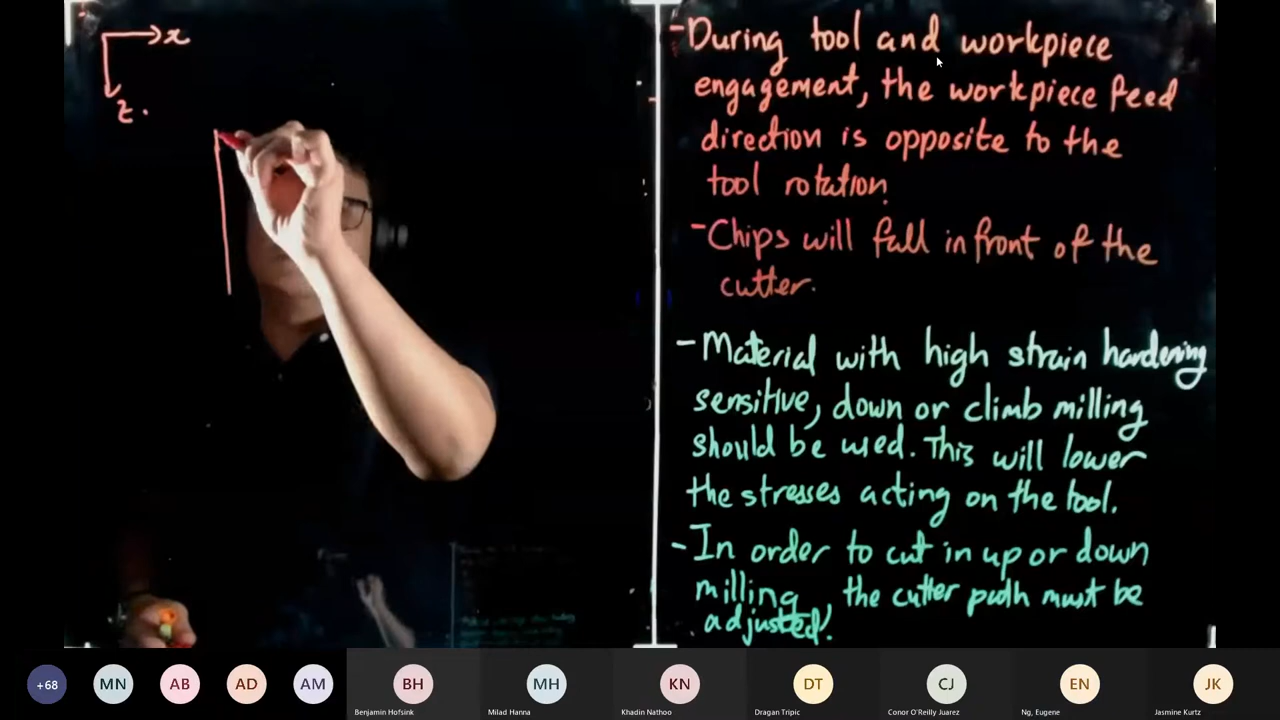 x
z.
-During tool and workpiece
engagement, the workpiece feed
direction is opposite to the
tool rotation.
-Chips will fall in front of the
cutter.
-Material with high strain hardening
sensitive, down or climb milling
should be used. This will lower
the stresses acting on the tool.
-In order to cut in up or down
milling, the cutter path must be
adjusted.
+68 MN AB AD AM BH MH KN DT CJ EN JK
Benjamin Hofsink Milad Hanna Khadin Nathoo Dragan Tripic Conor O'Reilly Juarez Ng, Eugene Jasmine Kurtz